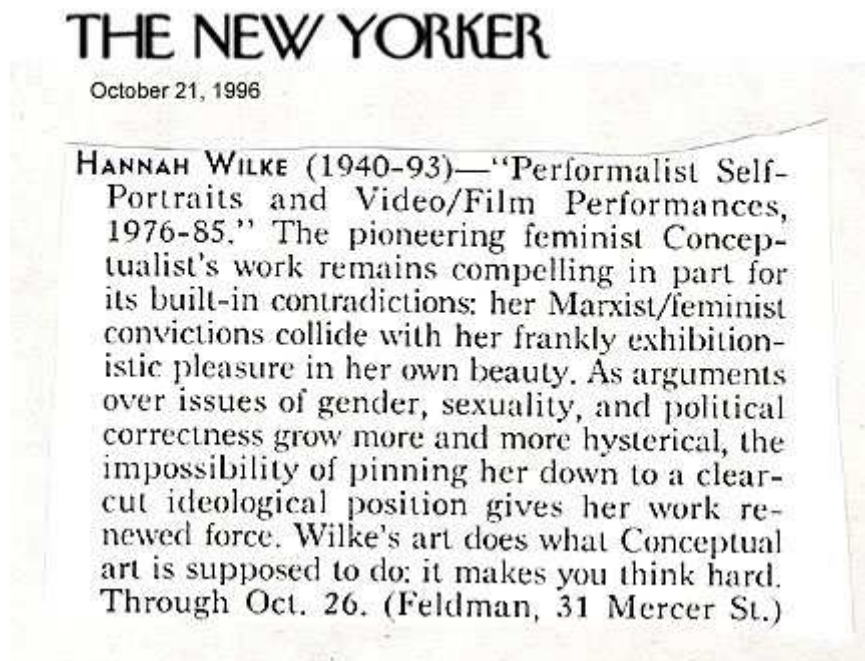 THE NEW YORKER
October 21, 1996
HANNAH WILKE (1940-93)—"Performalist Self-
Portraits and Video/Film Performances,
1976-85." The pioneering feminist Concep-
tualist's work remains compelling in part for
its built-in contradictions: her Marxist/feminist
convictions collide with her frankly exhibition-
istic pleasure in her own beauty. As arguments
over issues of gender, sexuality, and political
correctness grow more and more hysterical, the
impossibility of pinning her down to a clear-
cut ideological position gives her work re-
newed force. Wilke's art does what Conceptual
art is supposed to do: it makes you think hard.
Through Oct. 26. (Feldman, 31 Mercer St.)